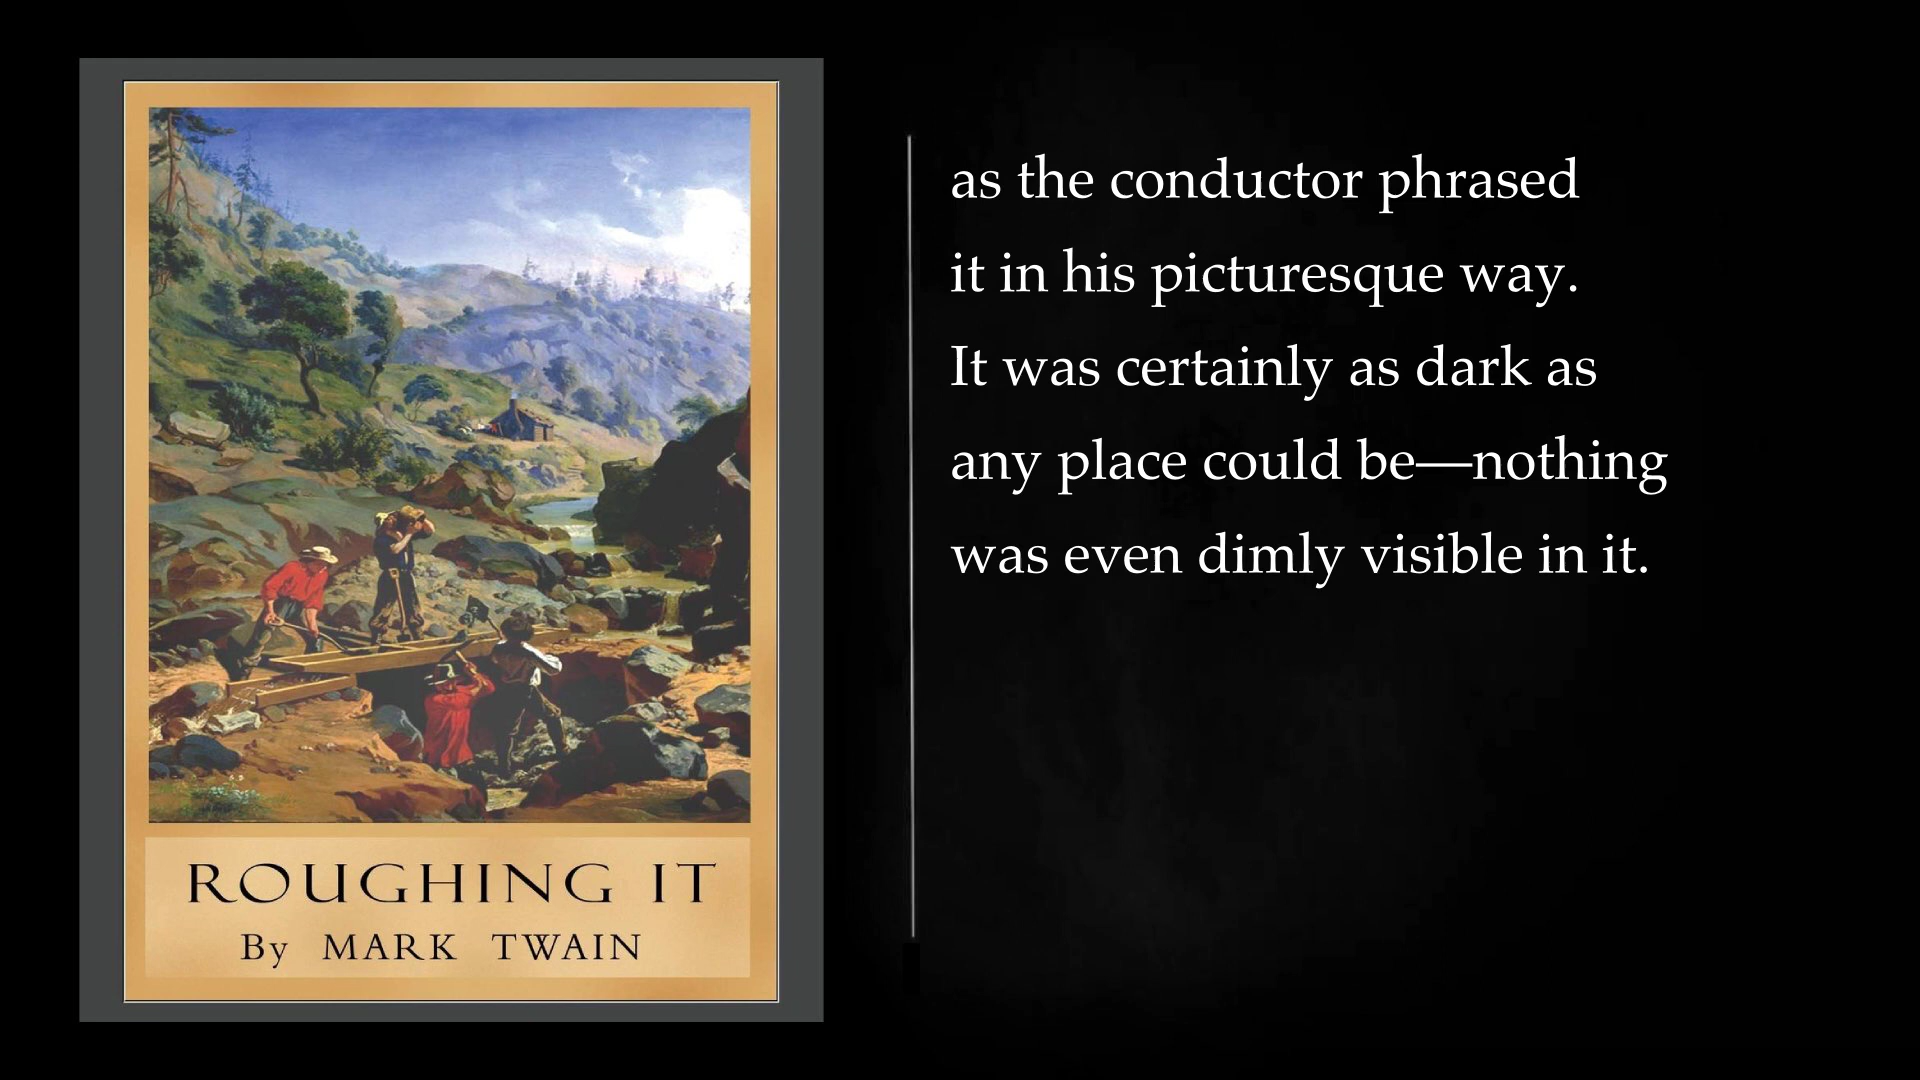 ROUGHING IT
By MARK TWAIN
as the conductor phrased
it in his picturesque way.
It was certainly as dark as
any place could be—nothing
was even dimly visible in it.